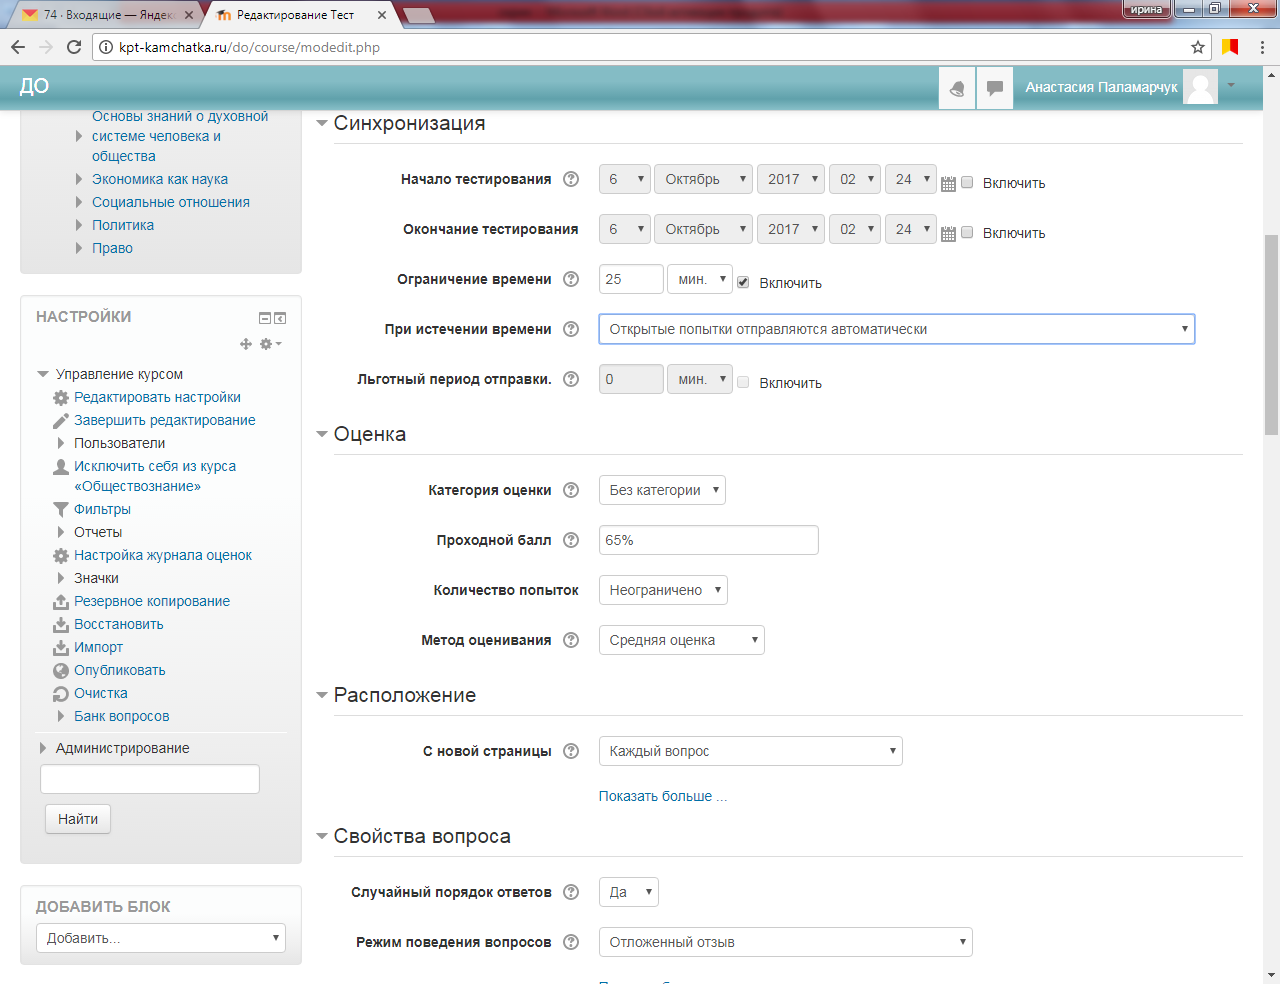 74 · Входящие — Яндекс
Редактирование Тест
ирина
kpt-kamchatka.ru/do/course/modedit.php
ДО
Анастасия Паламарчук
Основы знаний о духовной
системе человека и
общества
Экономика как наука
Социальные отношения
Политика
Право
НАСТРОЙКИ
Управление курсом
Редактировать настройки
Завершить редактирование
Пользователи
Исключить себя из курса
«Обществознание»
Фильтры
Отчеты
Настройка журнала оценок
Значки
Резервное копирование
Восстановить
Импорт
Опубликовать
Очистка
Банк вопросов
Администрирование
Найти
ДОБАВИТЬ БЛОК
Добавить...
Синхронизация
Начало тестирования 6 Октябрь 2017 02 24 Включить
Окончание тестирования 6 Октябрь 2017 02 24 Включить
Ограничение времени 25 мин. Включить
При истечении времени Открытые попытки отправляются автоматически
Льготный период отправки. 0 мин. Включить
Оценка
Категория оценки Без категории
Проходной балл 65%
Количество попыток Неограничено
Метод оценивания Средняя оценка
Расположение
С новой страницы Каждый вопрос
Показать больше ...
Свойства вопроса
Случайный порядок ответов Да
Режим поведения вопросов Отложенный отзыв